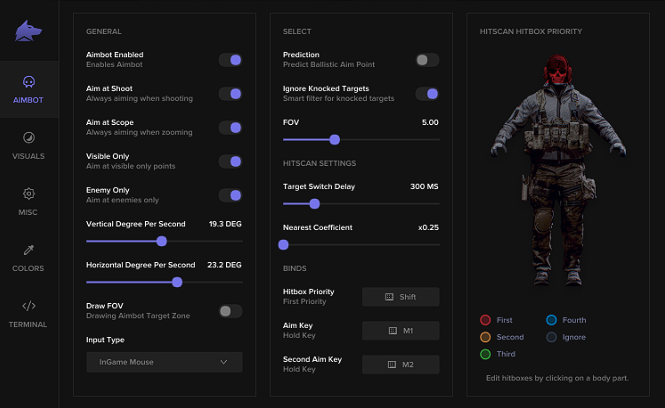 AIMBOT
VISUALS
MISC
COLORS
TERMINAL
GENERAL
Aimbot Enabled
Enables Aimbot
Aim at Shoot
Always aiming when shooting
Aim at Scope
Always aiming when zooming
Visible Only
Aim at visible only points
Enemy Only
Aim at enemies only
Vertical Degree Per Second 19.3 DEG
Horizontal Degree Per Second 23.2 DEG
Draw FOV
Drawing Aimbot Target Zone
Input Type
InGame Mouse
SELECT
Prediction
Predict Ballistic Aim Point
Ignore Knocked Targets
Smart filter for knocked targets
FOV 5.00
HITSCAN SETTINGS
Target Switch Delay 300 MS
Nearest Coefficient x0.25
BINDS
Hitbox Priority
First Priority
Shift
Aim Key
Hold Key
M1
Second Aim Key
Hold Key
M2
HITSCAN HITBOX PRIORITY
First Fourth
Second Ignore
Third
Edit hitboxes by clicking on a body part.